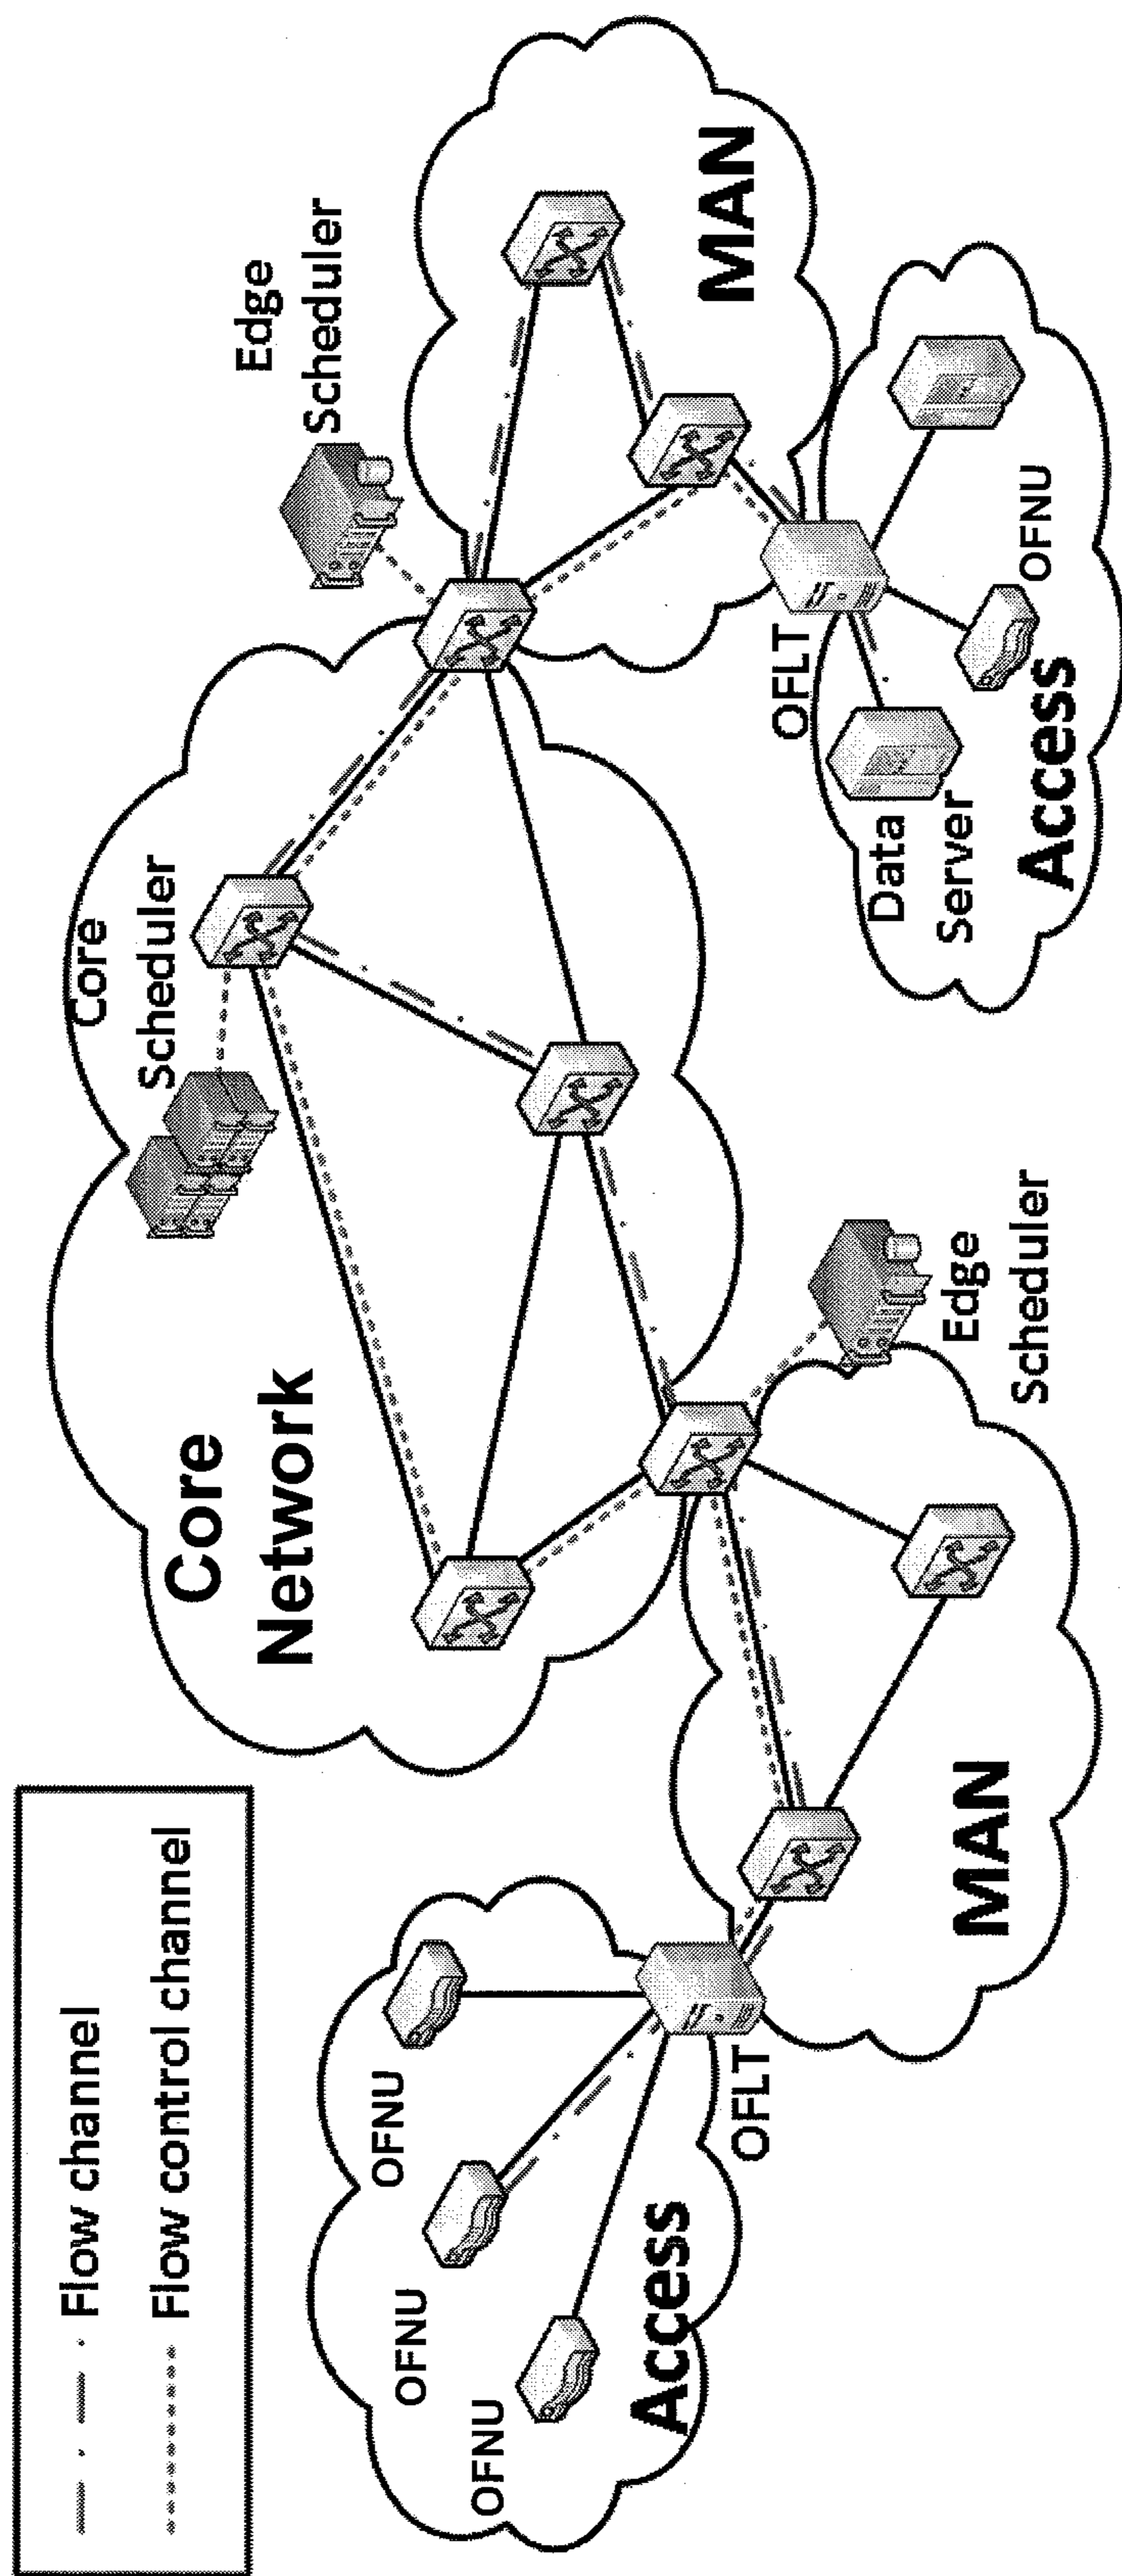 Flow channel
Flow control channel
Core
Network
Core
Scheduler
Edge
Scheduler
MAN
OFNU
OFNU
OFNU
Access
OFLT
MAN
Edge
Scheduler
OFLT
Data
Server
OFNU
Access